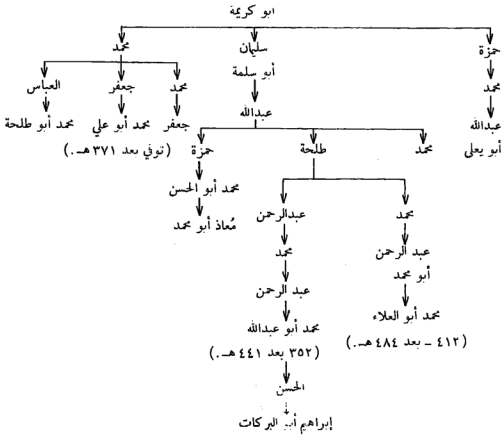 ابو كريمة
حمزة سليمان محمد
أبو سلمة
محمد محمد جعفر العباس
عبدالله عبدالله جعفر محمد أبو علي محمد أبو طلحة
أبو يعلى (توفي بعد ٣٧١ هـ.)
محمد طلحة حمزة
محمد أبو الحسن
محمد عبدالرحمن مُعاذ أبو محمد
عبد الرحمن محمد
أبو محمد
عبد الرحمن
محمد أبو العلاء محمد أبو عبدالله
(٤١٢ ـ بعد ٤٨٤ هـ.) (٣٥٢ بعد ٤٤١ هـ.)
الحسن
إبراهيم أبو البركات